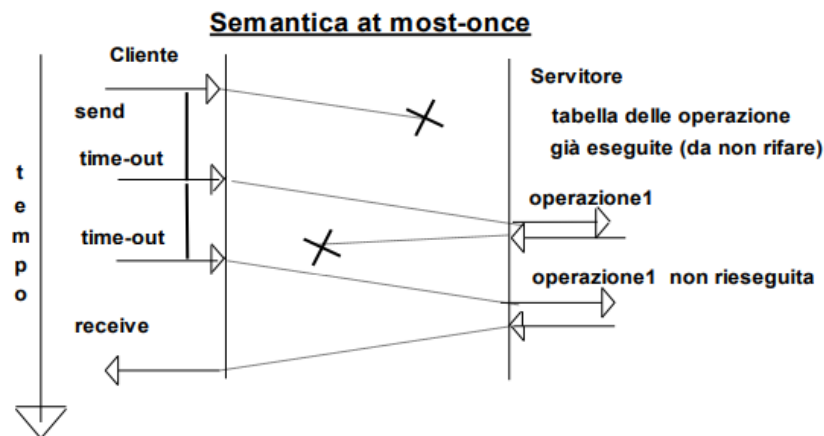 Semantica at most-once
Cliente
Servitore
send
tabella delle operazione
già eseguite (da non rifare)
time-out
tempo
operazione1
time-out
operazione1 non rieseguita
receive